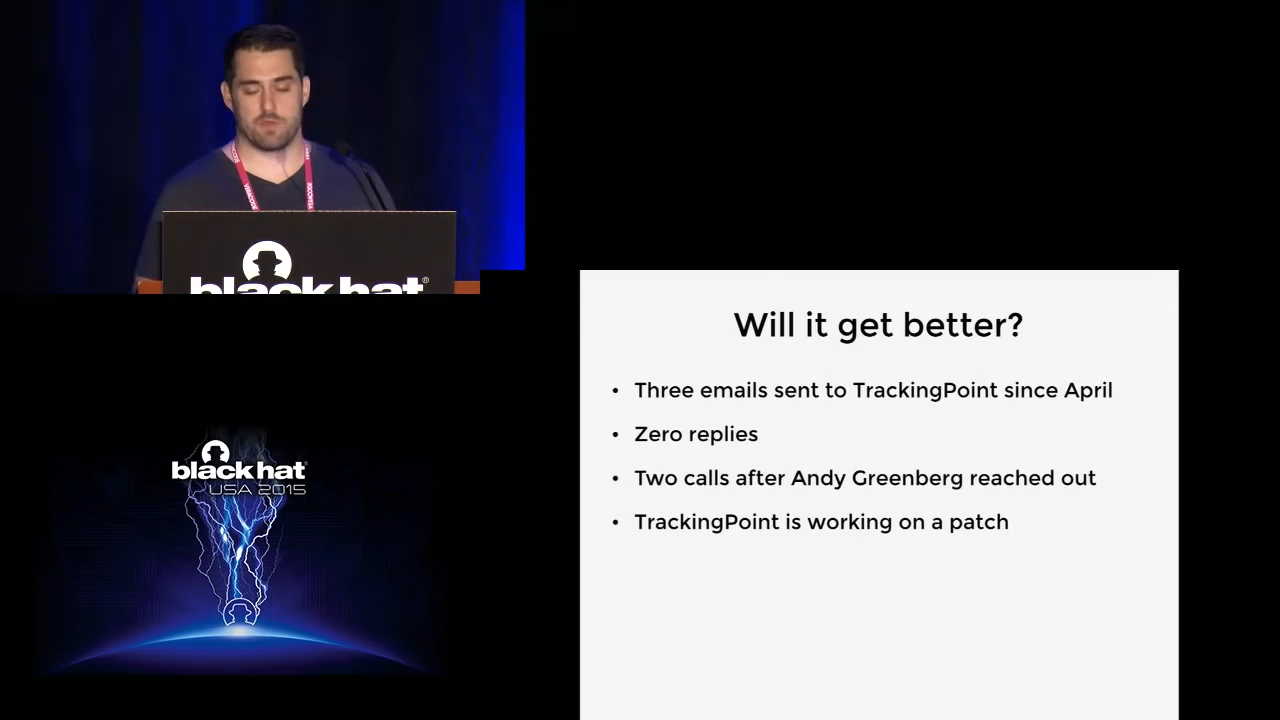 VERACODE
black hat
Will it get better?
• Three emails sent to TrackingPoint since April
• Zero replies
• Two calls after Andy Greenberg reached out
• TrackingPoint is working on a patch
black hat
USA 2015